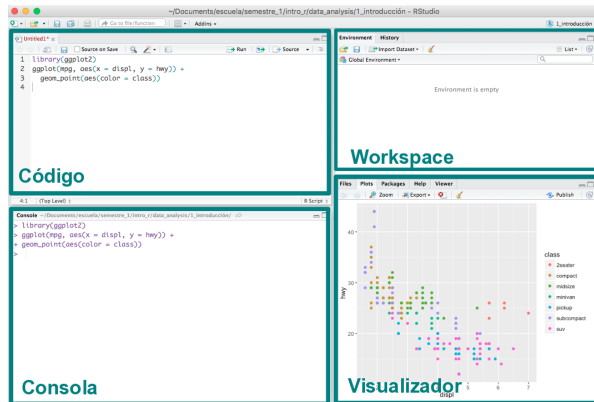 ~/Documents/escuela/semestre_1/intro_r/data_analysis/1_introducción - RStudio
Go to file/function
Addins
1_introducción
Untitled1*
Source on Save
Run
Source
1 library(ggplot2)
2 ggplot(mpg, aes(x = displ, y = hwy)) +
3 geom_point(aes(color = class))
4
Código
4:1 (Top Level) R Script
Console ~/Documents/escuela/semestre_1/intro_r/data_analysis/1_introducción/
> library(ggplot2)
> ggplot(mpg, aes(x = displ, y = hwy)) +
+ geom_point(aes(color = class))
>
Consola
Environment History
Import Dataset List
Global Environment
Environment is empty
Workspace
Files Plots Packages Help Viewer
Zoom Export Publish
40
30
20
hwy
5 6 7
displ
class
2seater
compact
midsize
minivan
pickup
subcompact
suv
Visualizador